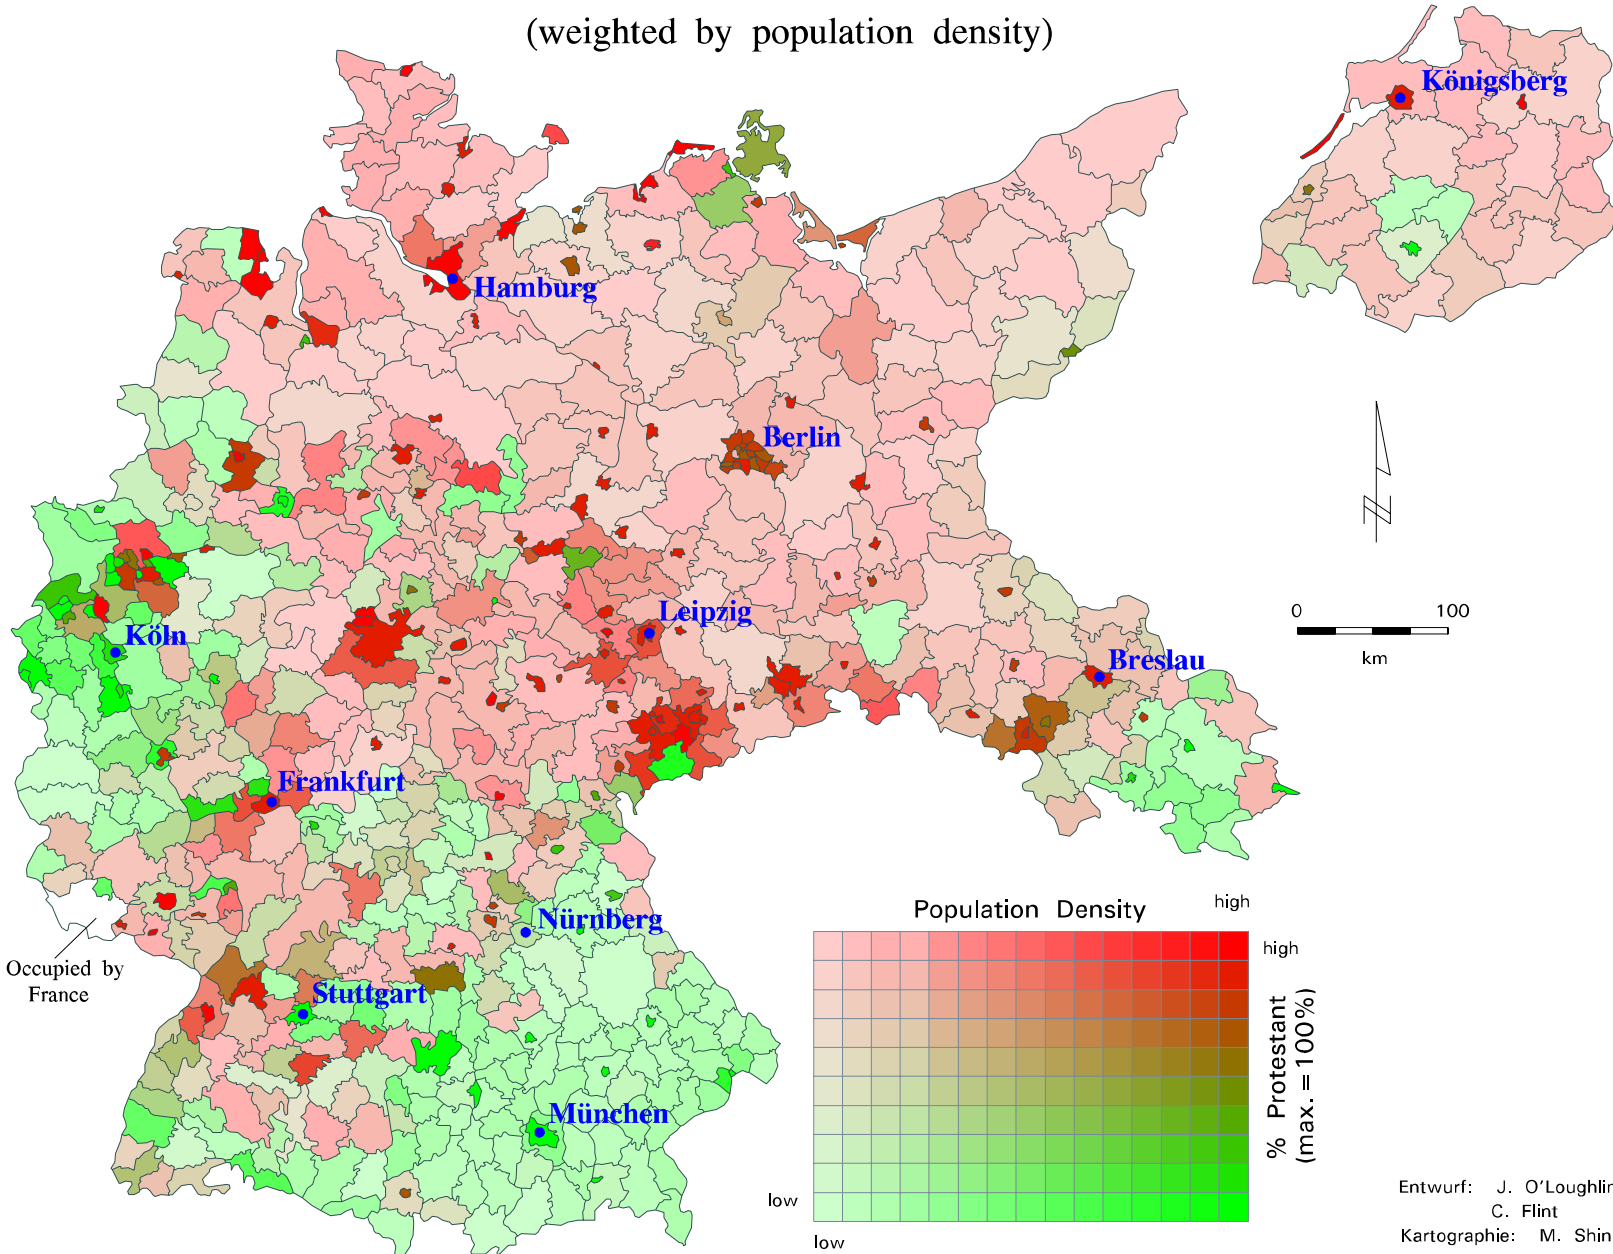 (weighted by population density)
Königsberg
Hamburg
Berlin
0 100
km
Leipzig
Köln
Breslau
Frankfurt
Nürnberg
Occupied by
France
Stuttgart
München
Population Density
high
high
% Protestant
(max. = 100%)
low
low
Entwurf: J. O'Loughlin
C. Flint
Kartographie: M. Shin